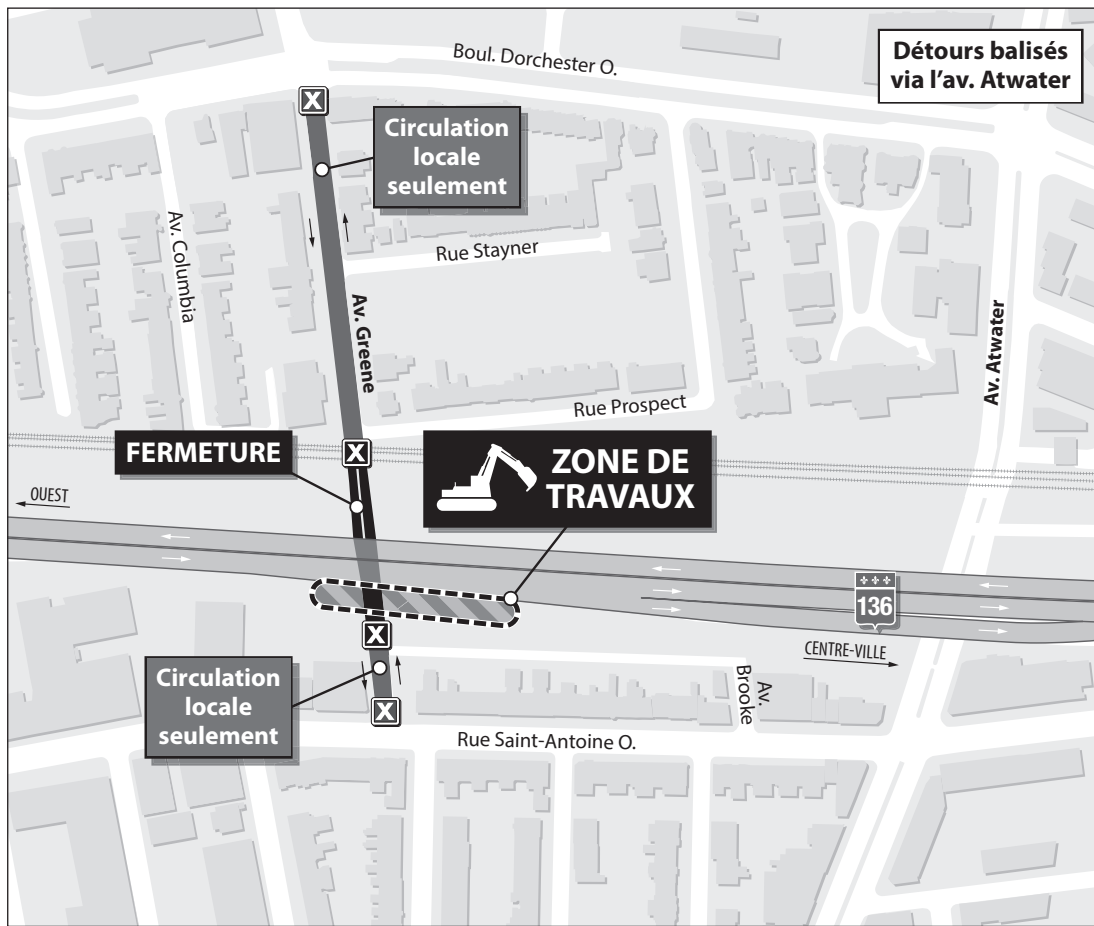 Boul. Dorchester O.
Détours balisés
via l'av. Atwater
X
Circulation
locale
seulement
Av. Columbia
Rue Stayner
Av. Greene
Av. Atwater
Rue Prospect
FERMETURE
X
ZONE DE
TRAVAUX
OUEST
136
X
CENTRE-VILLE
Circulation
locale
seulement
Av.
Brooke
X
Rue Saint-Antoine O.